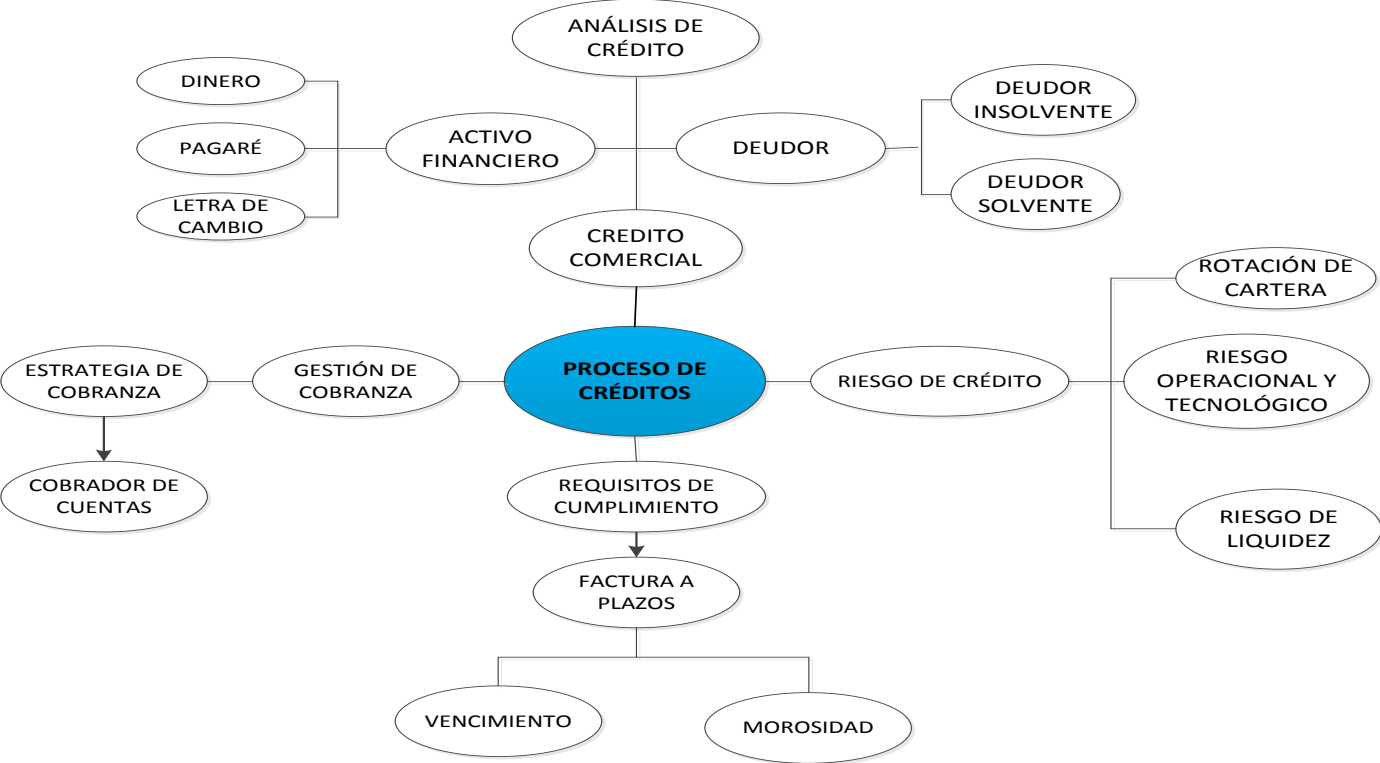 ANÁLISIS DE
CRÉDITO
DINERO
PAGARÉ
LETRA DE
CAMBIO
ACTIVO
FINANCIERO
DEUDOR
DEUDOR
INSOLVENTE
DEUDOR
SOLVENTE
CREDITO
COMERCIAL
ROTACIÓN DE
CARTERA
ESTRATEGIA DE
COBRANZA
GESTIÓN DE
COBRANZA
PROCESO DE
CRÉDITOS
RIESGO DE CRÉDITO
RIESGO
OPERACIONAL Y
TECNOLÓGICO
COBRADOR DE
CUENTAS
REQUISITOS DE
CUMPLIMIENTO
RIESGO DE
LIQUIDEZ
FACTURA A
PLAZOS
VENCIMIENTO
MOROSIDAD